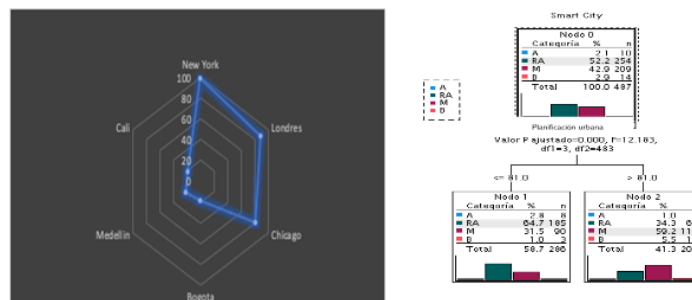 New York
100
80
60
40
20
0
Londres
Chicago
Bogota
Medellin
Cali
A
RA
M
B
Smart City
Nodo 0
Categoría % n
A 2.1 10
RA 52.2 254
M 42.9 209
B 2.9 14
Total 100.0 487
Planificación urbana
Valor P ajustado=0.000, F=12.183,
df1=3, df2=483
<= 81.0
> 81.0
Nodo 1
Categoría % n
A 2.8 8
RA 64.7 185
M 31.5 90
B 1.0 3
Total 58.7 286
Nodo 2
Categoría %
A 1.0
RA 34.3 6
M 59.2 11
B 5.5 1
Total 41.3 20